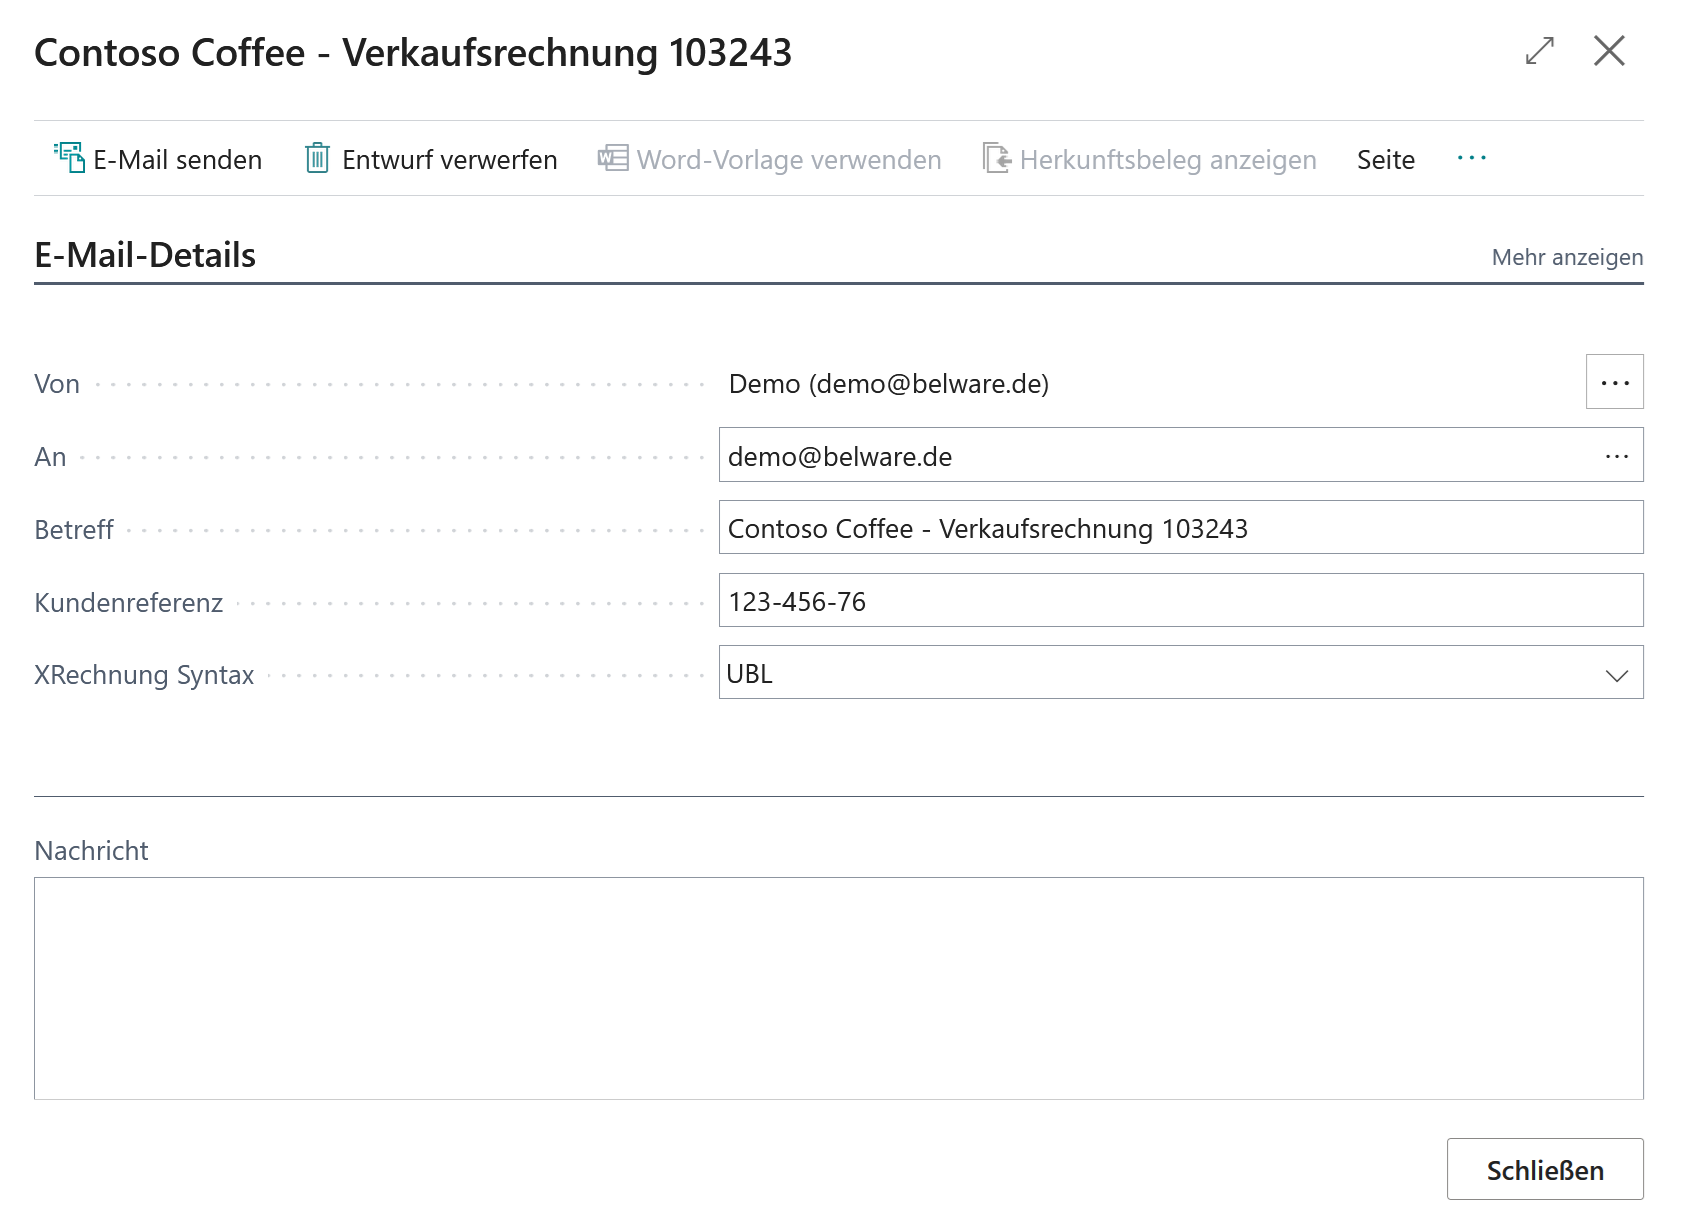 Contoso Coffee - Verkaufsrechnung 103243
E-Mail senden Entwurf verwerfen Word-Vorlage verwenden Herkunftsbeleg anzeigen Seite ···
E-Mail-Details Mehr anzeigen
Von Demo (demo@belware.de) ···
An demo@belware.de ···
Betreff Contoso Coffee - Verkaufsrechnung 103243
Kundenreferenz 123-456-76
XRechnung Syntax UBL
Nachricht
Schließen